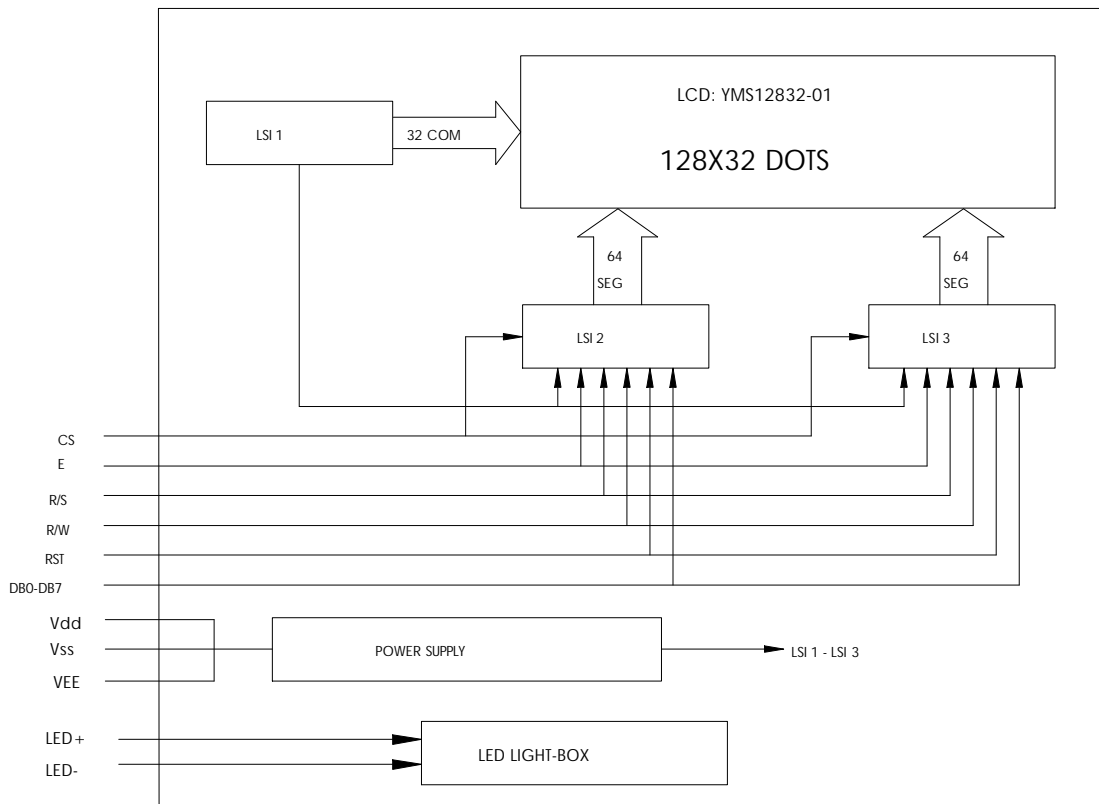 LCD: YMS12832-01
LSI 1
32 COM
128X32 DOTS
64
SEG
64
SEG
LSI 2
LSI 3
CS
E
R/S
R/W
RST
DB0-DB7
Vdd
Vss
VEE
POWER SUPPLY
LSI 1 - LSI 3
LED+
LED-
LED LIGHT-BOX